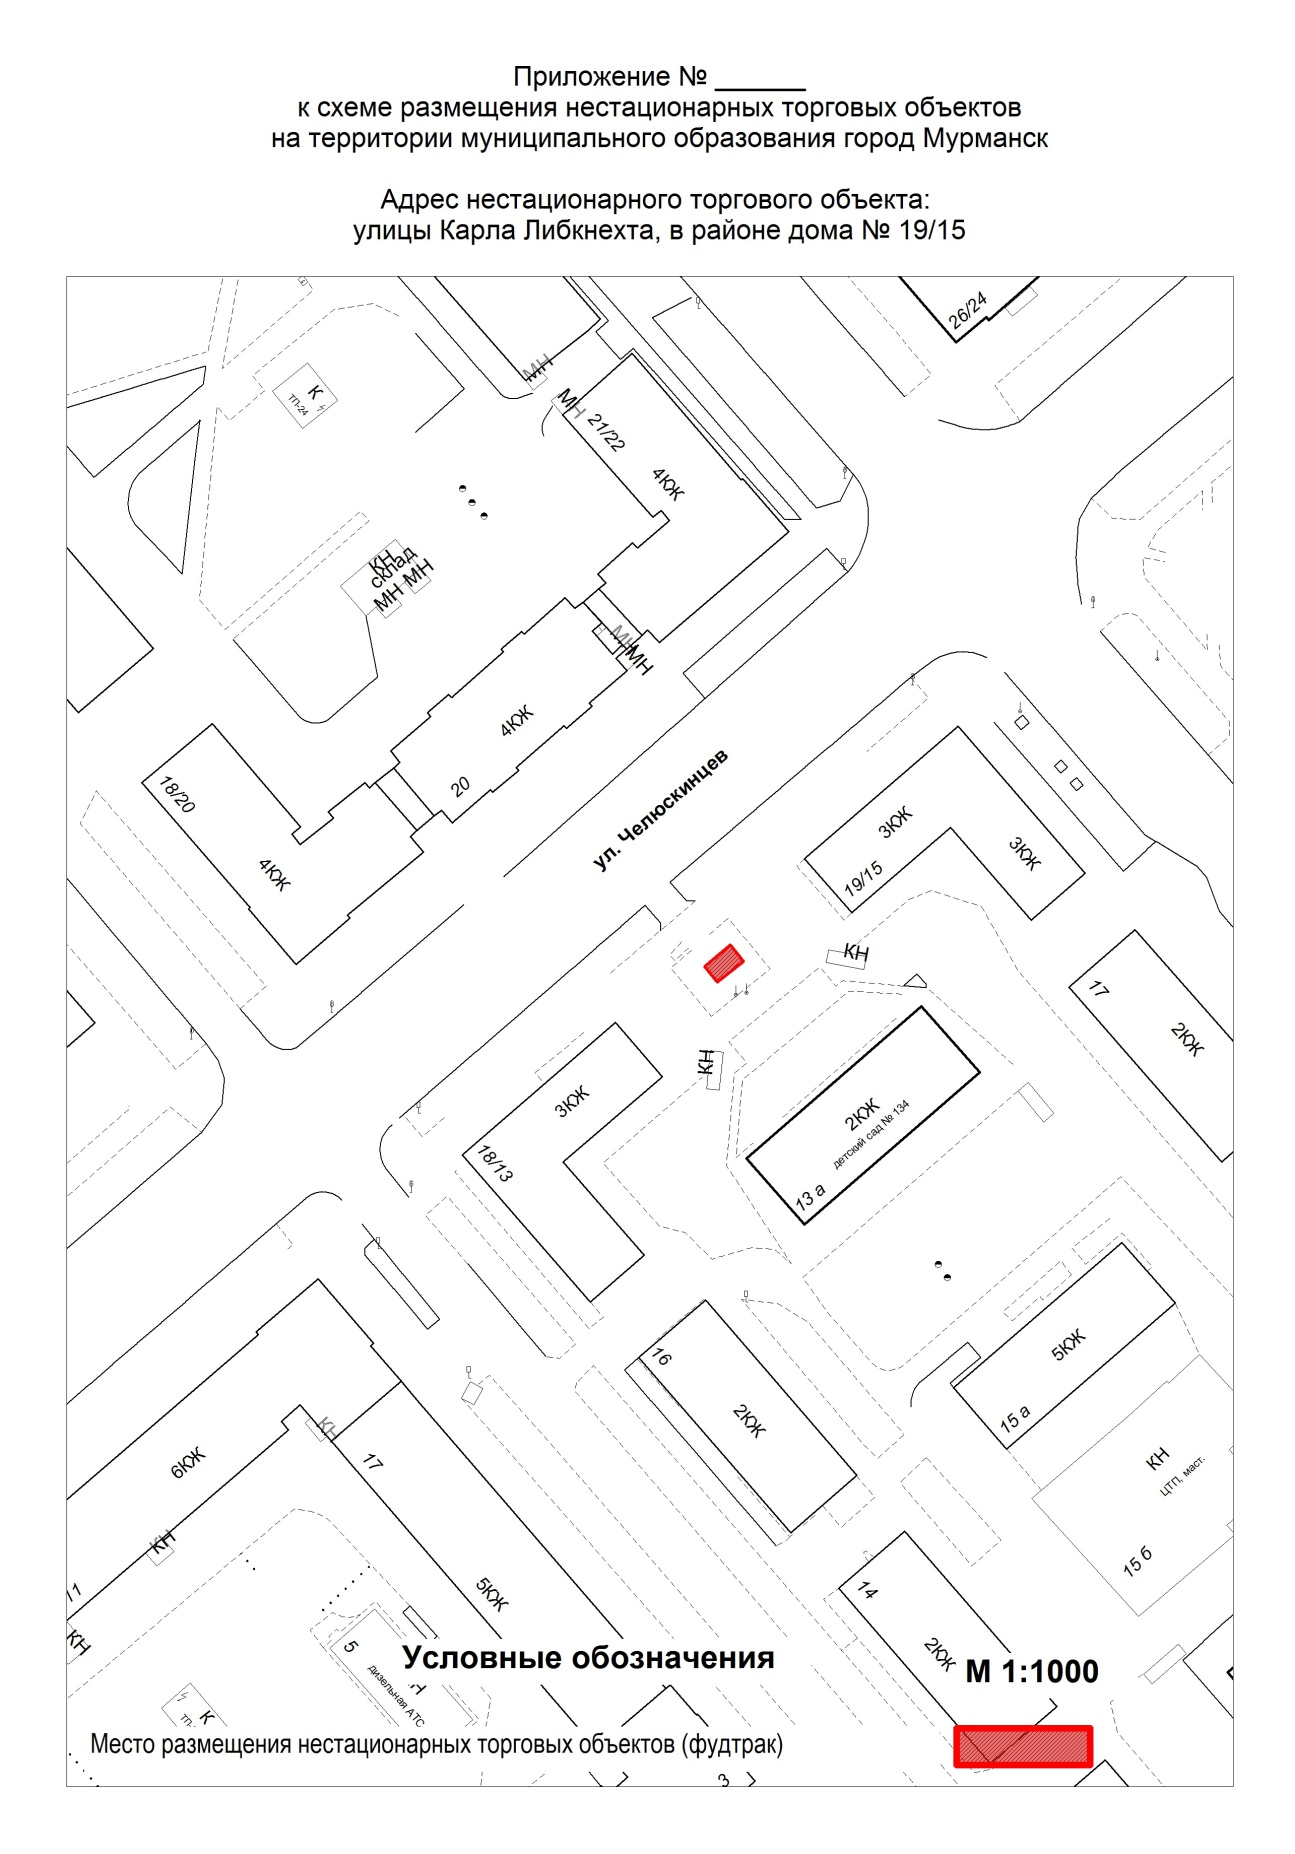 Приложение № ______
к схеме размещения нестационарных торговых объектов
на территории муниципального образования город Мурманск
Адрес нестационарного торгового объекта:
улицы Карла Либкнехта, в районе дома № 19/15
26/24
МН
К
ТП-24
МН
21/22
4КЖ
КН
склад
МН
МН
МН
МН
4КЖ
20
18/20
4КЖ
ул. Челюскинцев
3КЖ
3КЖ
19/15
КН
17
2КЖ
КН
3КЖ
18/13
2КЖ
детский сад № 134
13 а
16
2КЖ
5КЖ
15 а
КН
ЦТП, маст.
15 б
6КЖ
КН
17
КН
11
КН
5КЖ
14
2КЖ
5
дизельная АТС
К
Условные обозначения
М 1:1000
Место размещения нестационарных торговых объектов (фудтрак)
3